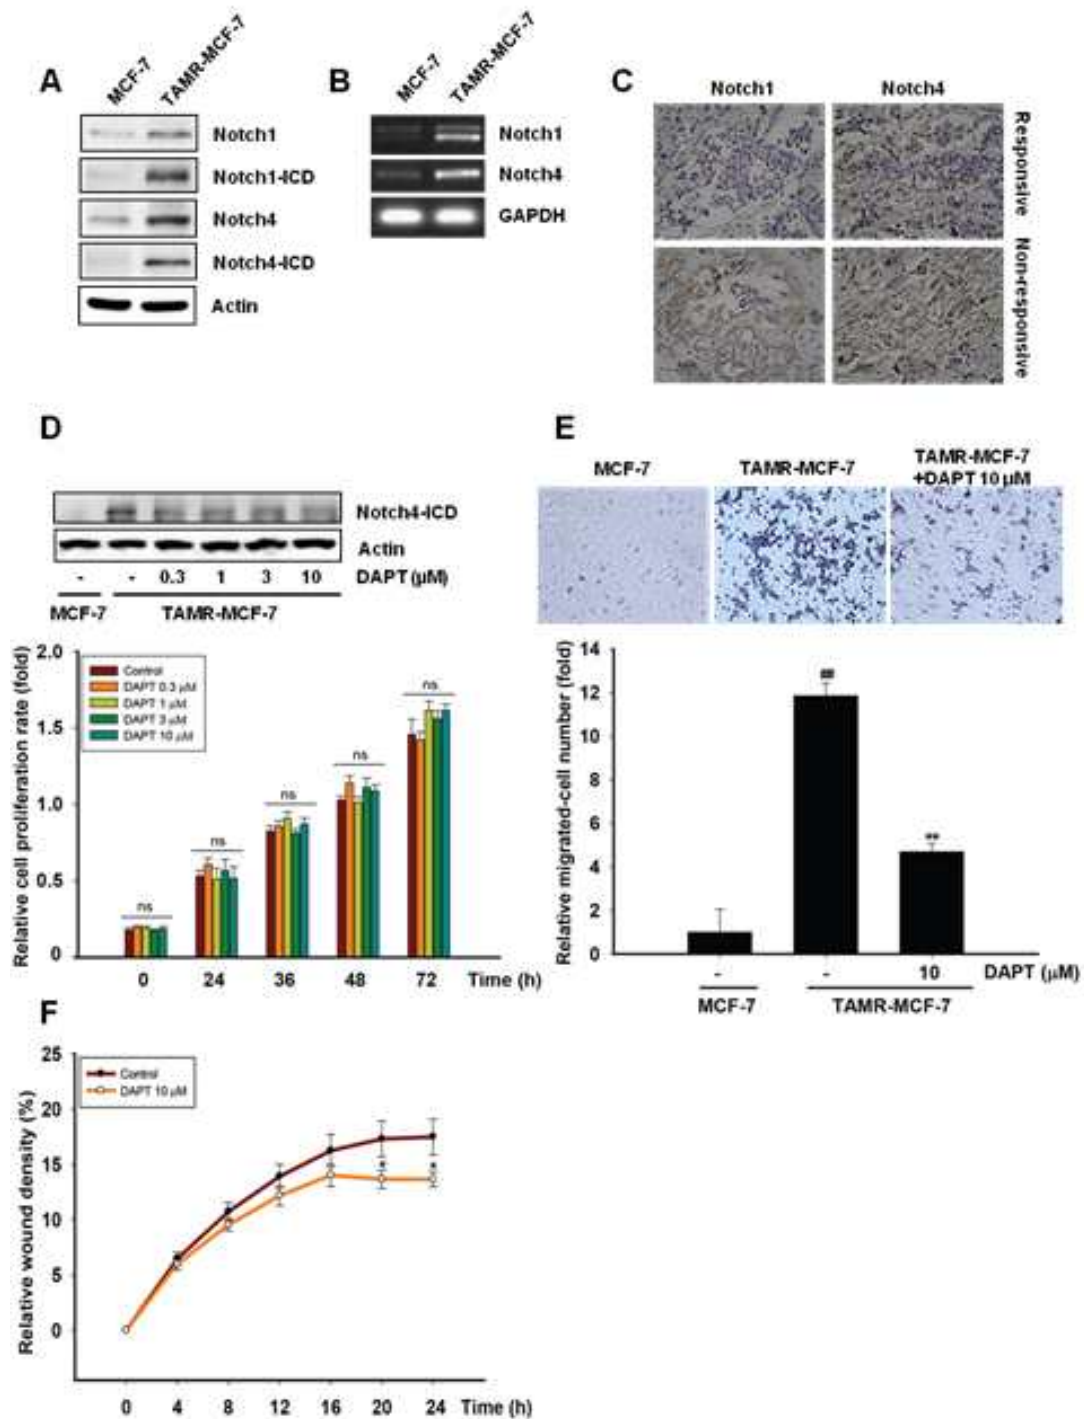 A
MCF-7
TAMR-MCF-7
Notch1
Notch1-ICD
Notch4
Notch4-ICD
Actin
B
MCF-7
TAMR-MCF-7
Notch1
Notch4
GAPDH
C
Notch1
Notch4
Responsive
Non-responsive
D
Notch4-ICD
Actin
- - 0.3 1 3 10 DAPT (μM)
MCF-7 TAMR-MCF-7
Relative cell proliferation rate (fold)
2.0
1.5
1.0
0.5
0
Control
DAPT 0.3 μM
DAPT 1 μM
DAPT 3 μM
DAPT 10 μM
ns
ns
ns
ns
ns
0 24 36 48 72 Time (h)
E
MCF-7
TAMR-MCF-7
TAMR-MCF-7
+DAPT 10 μM
Relative migrated-cell number (fold)
14
12
10
8
6
4
2
0
##
**
- - 10 DAPT (μM)
MCF-7 TAMR-MCF-7
F
Relative wound density (%)
25
20
15
10
5
0
Control
DAPT 10 μM
* *
0 4 8 12 16 20 24 Time (h)